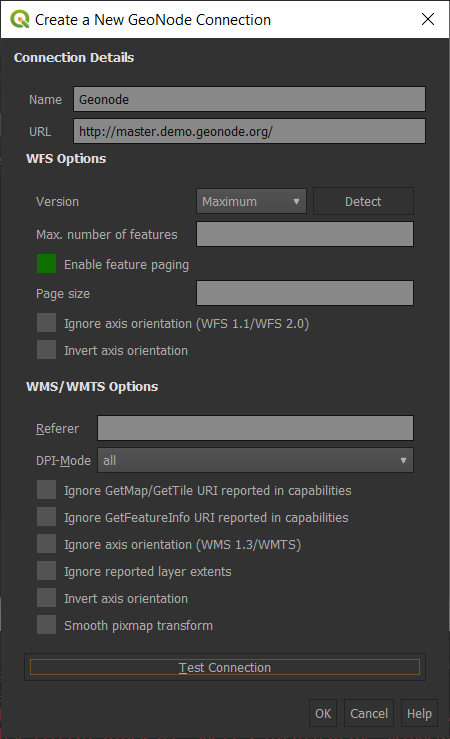 Create a New GeoNode Connection
Connection Details
Name Geonode
URL http://master.demo.geonode.org/
WFS Options
Version Maximum Detect
Max. number of features
Enable feature paging
Page size
Ignore axis orientation (WFS 1.1/WFS 2.0)
Invert axis orientation
WMS/WMTS Options
Referer
DPI-Mode all
Ignore GetMap/GetTile URI reported in capabilities
Ignore GetFeatureInfo URI reported in capabilities
Ignore axis orientation (WMS 1.3/WMTS)
Ignore reported layer extents
Invert axis orientation
Smooth pixmap transform
Test Connection
OK Cancel Help